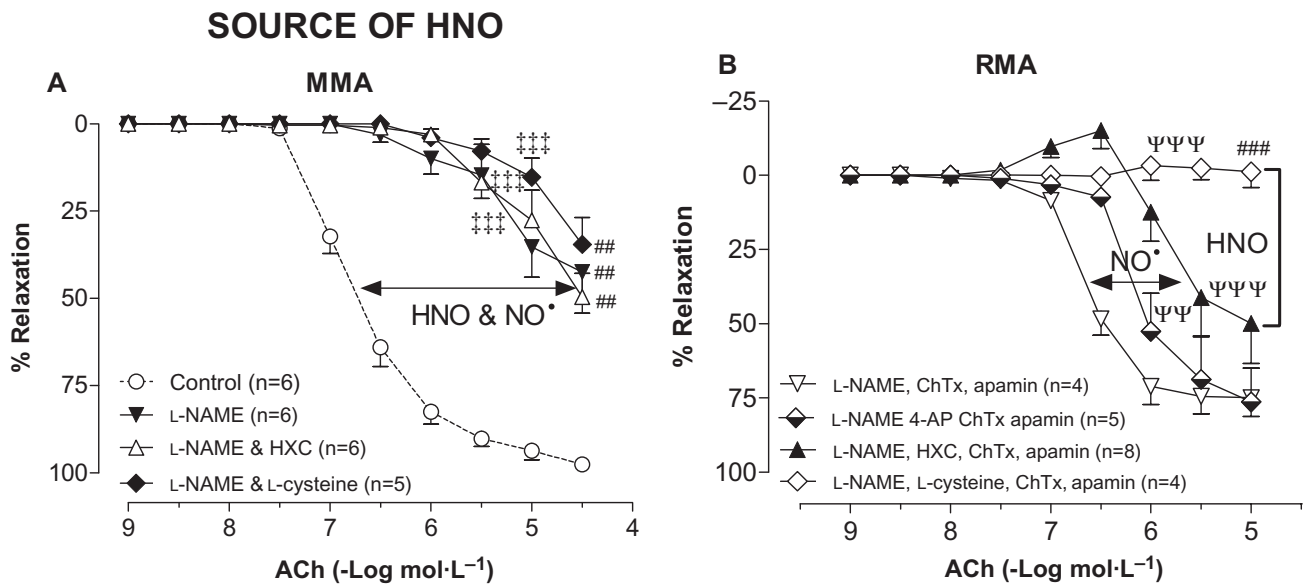 SOURCE OF HNO
A
MMA
% Relaxation
0
25
50
75
100
‡‡‡
‡‡‡
‡‡‡
##
##
##
HNO & NO•
Control (n=6)
L-NAME (n=6)
L-NAME & HXC (n=6)
L-NAME & L-cysteine (n=5)
9 8 7 6 5 4
ACh (-Log mol·L–1)
B
RMA
% Relaxation
–25
0
25
50
75
100
ΨΨΨ
###
HNO
NO•
ΨΨΨ
ΨΨ
L-NAME, ChTx, apamin (n=4)
L-NAME 4-AP ChTx apamin (n=5)
L-NAME, HXC, ChTx, apamin (n=8)
L-NAME, L-cysteine, ChTx, apamin (n=4)
9 8 7 6 5
ACh (-Log mol·L–1)